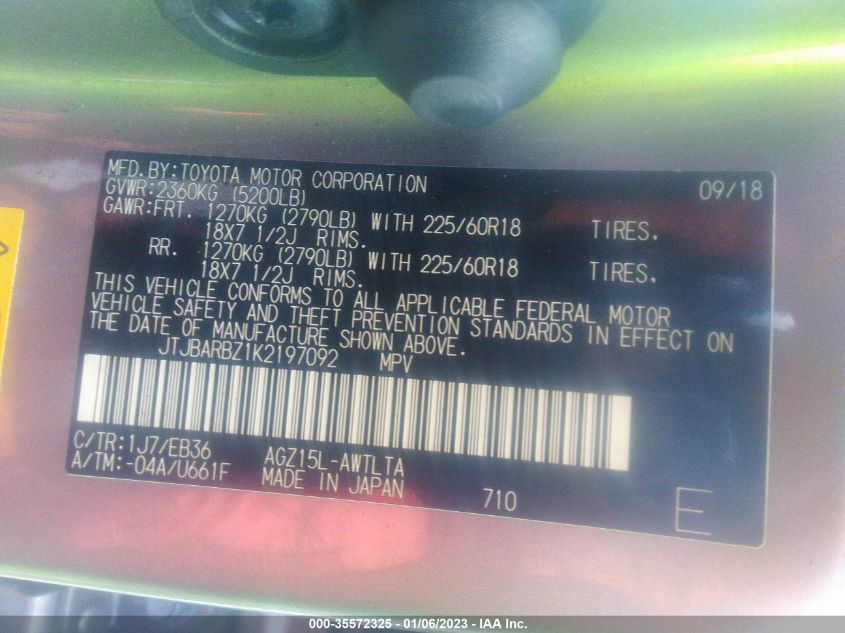 MFD.BY:TOYOTA MOTOR CORPORATION 09/18
GVWR:2360KG (5200LB)
GAWR:FRT. 1270KG (2790LB) WITH 225/60R18 TIRES.
18X7 1/2J RIMS.
RR. 1270KG (2790LB) WITH 225/60R18 TIRES.
18X7 1/2J RIMS.
THIS VEHICLE CONFORMS TO ALL APPLICABLE FEDERAL MOTOR
VEHICLE SAFETY AND THEFT PREVENTION STANDARDS IN EFFECT ON
THE DATE OF MANUFACTURE SHOWN ABOVE.
JTJBARBZ1K2197092 MPV
C/TR:1J7/EB36 AGZ15L-AWTLTA
A/TM:-04A/U661F MADE IN JAPAN 710 E
000-35572325 - 01/06/2023 - IAA Inc.